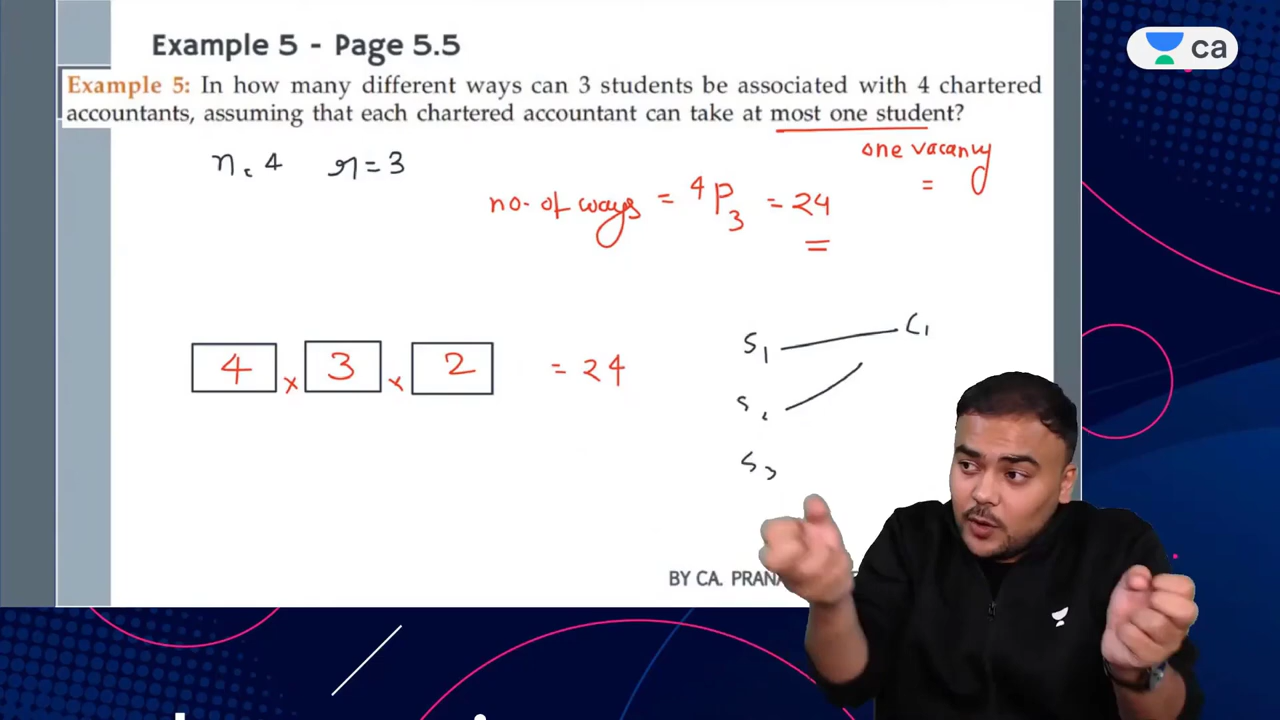 Example 5 - Page 5.5
ca
Example 5: In how many different ways can 3 students be associated with 4 chartered
accountants, assuming that each chartered accountant can take at most one student?
n = 4 r = 3
one vacancy
=
no. of ways = ⁴P₃ = 24
4 × 3 × 2 = 24
S₁ C₁
S₂
S₃
BY CA.